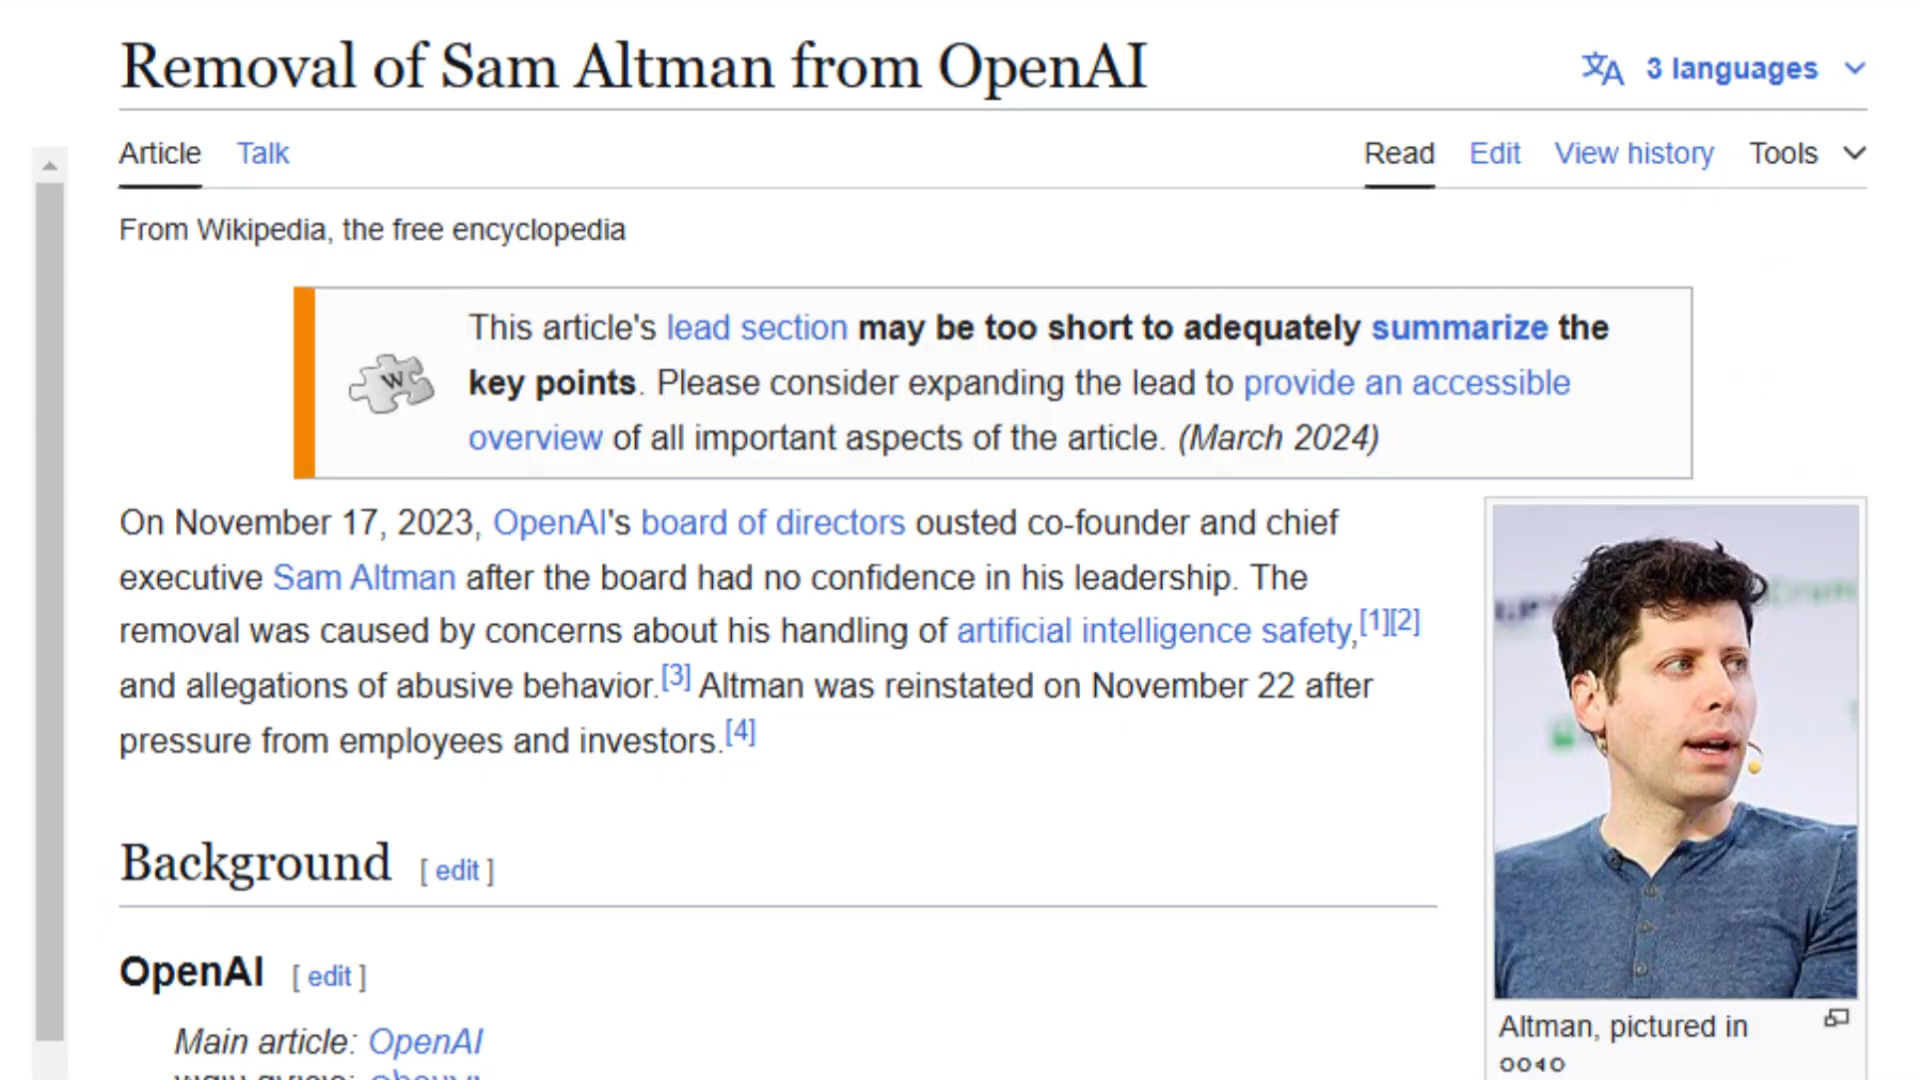 Removal of Sam Altman from OpenAI
3 languages
Article Talk
Read Edit View history Tools
From Wikipedia, the free encyclopedia
This article's lead section may be too short to adequately summarize the
key points. Please consider expanding the lead to provide an accessible
overview of all important aspects of the article. (March 2024)
W
On November 17, 2023, OpenAI's board of directors ousted co-founder and chief
executive Sam Altman after the board had no confidence in his leadership. The
removal was caused by concerns about his handling of artificial intelligence safety,[1][2]
and allegations of abusive behavior.[3] Altman was reinstated on November 22 after
pressure from employees and investors.[4]
Background [ edit ]
OpenAI [ edit ]
Main article: OpenAI
Altman, pictured in